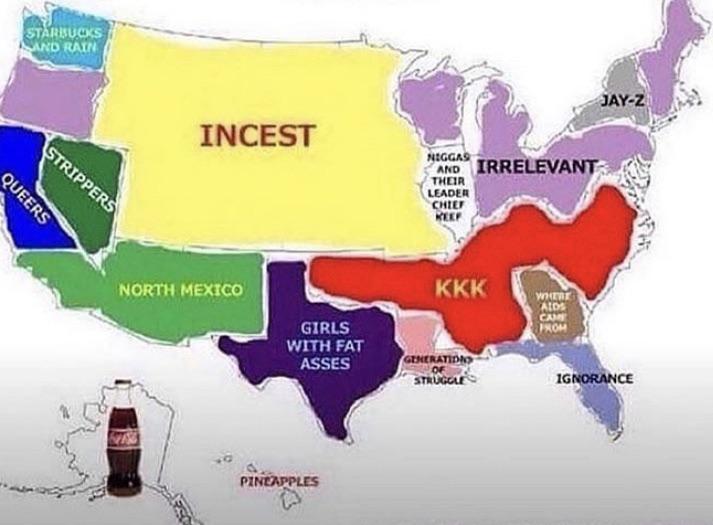 STARBUCKS
AND RAIN
INCEST
JAY-Z
QUEERS
STRIPPERS
NIGGAS
AND
THEIR
LEADER
CHIEF
KEEF
IRRELEVANT
NORTH MEXICO
KKK
GIRLS
WITH FAT
ASSES
WHERE
AIDS
CAME
FROM
GENERATIONS
OF
STRUGGLE
IGNORANCE
Coca-Cola
PINEAPPLES